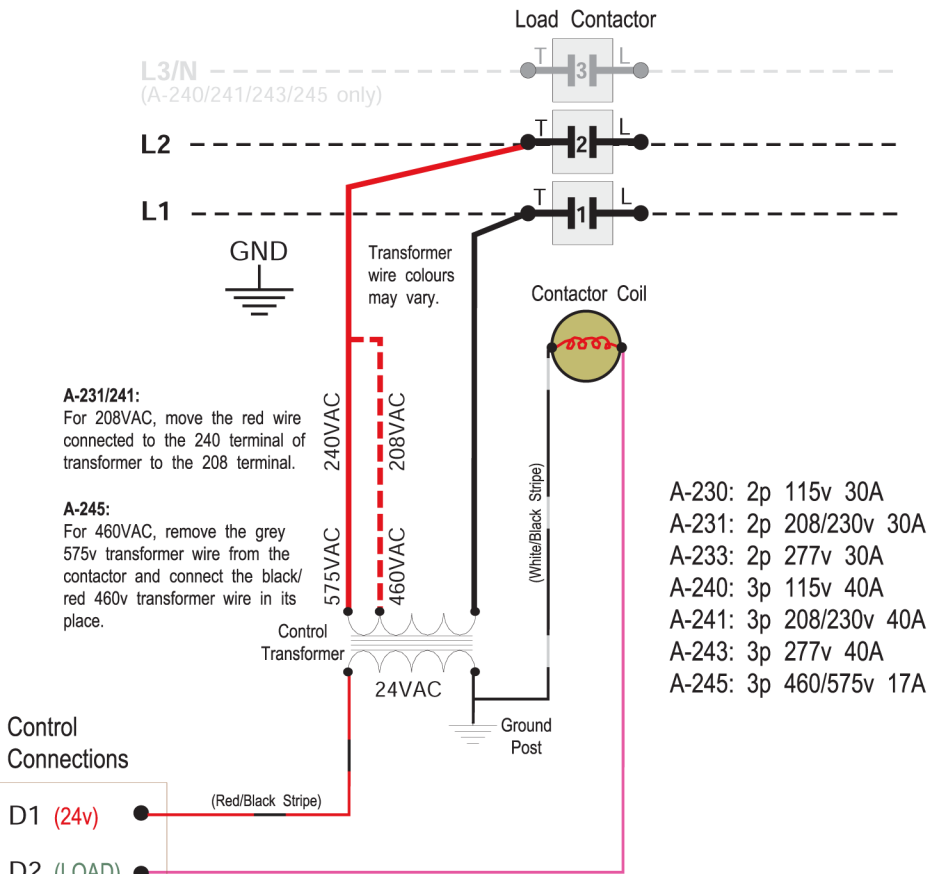 Load Contactor
T 3 L
L3/N
(A-240/241/243/245 only)
T 2 L
L2
T 1 L
L1
GND
Transformer
wire colours
may vary.
Contactor Coil
A-231/241:
For 208VAC, move the red wire
connected to the 240 terminal of
transformer to the 208 terminal.
240VAC
208VAC
A-245:
For 460VAC, remove the grey
575v transformer wire from the
contactor and connect the black/
red 460v transformer wire in its
place.
575VAC
460VAC
(White/Black Stripe)
A-230: 2p 115v 30A
A-231: 2p 208/230v 30A
A-233: 2p 277v 30A
A-240: 3p 115v 40A
A-241: 3p 208/230v 40A
A-243: 3p 277v 40A
A-245: 3p 460/575v 17A
Control
Transformer
24VAC
Ground
Post
Control
Connections
(Red/Black Stripe)
D1 (24v)
D2 (LOAD)